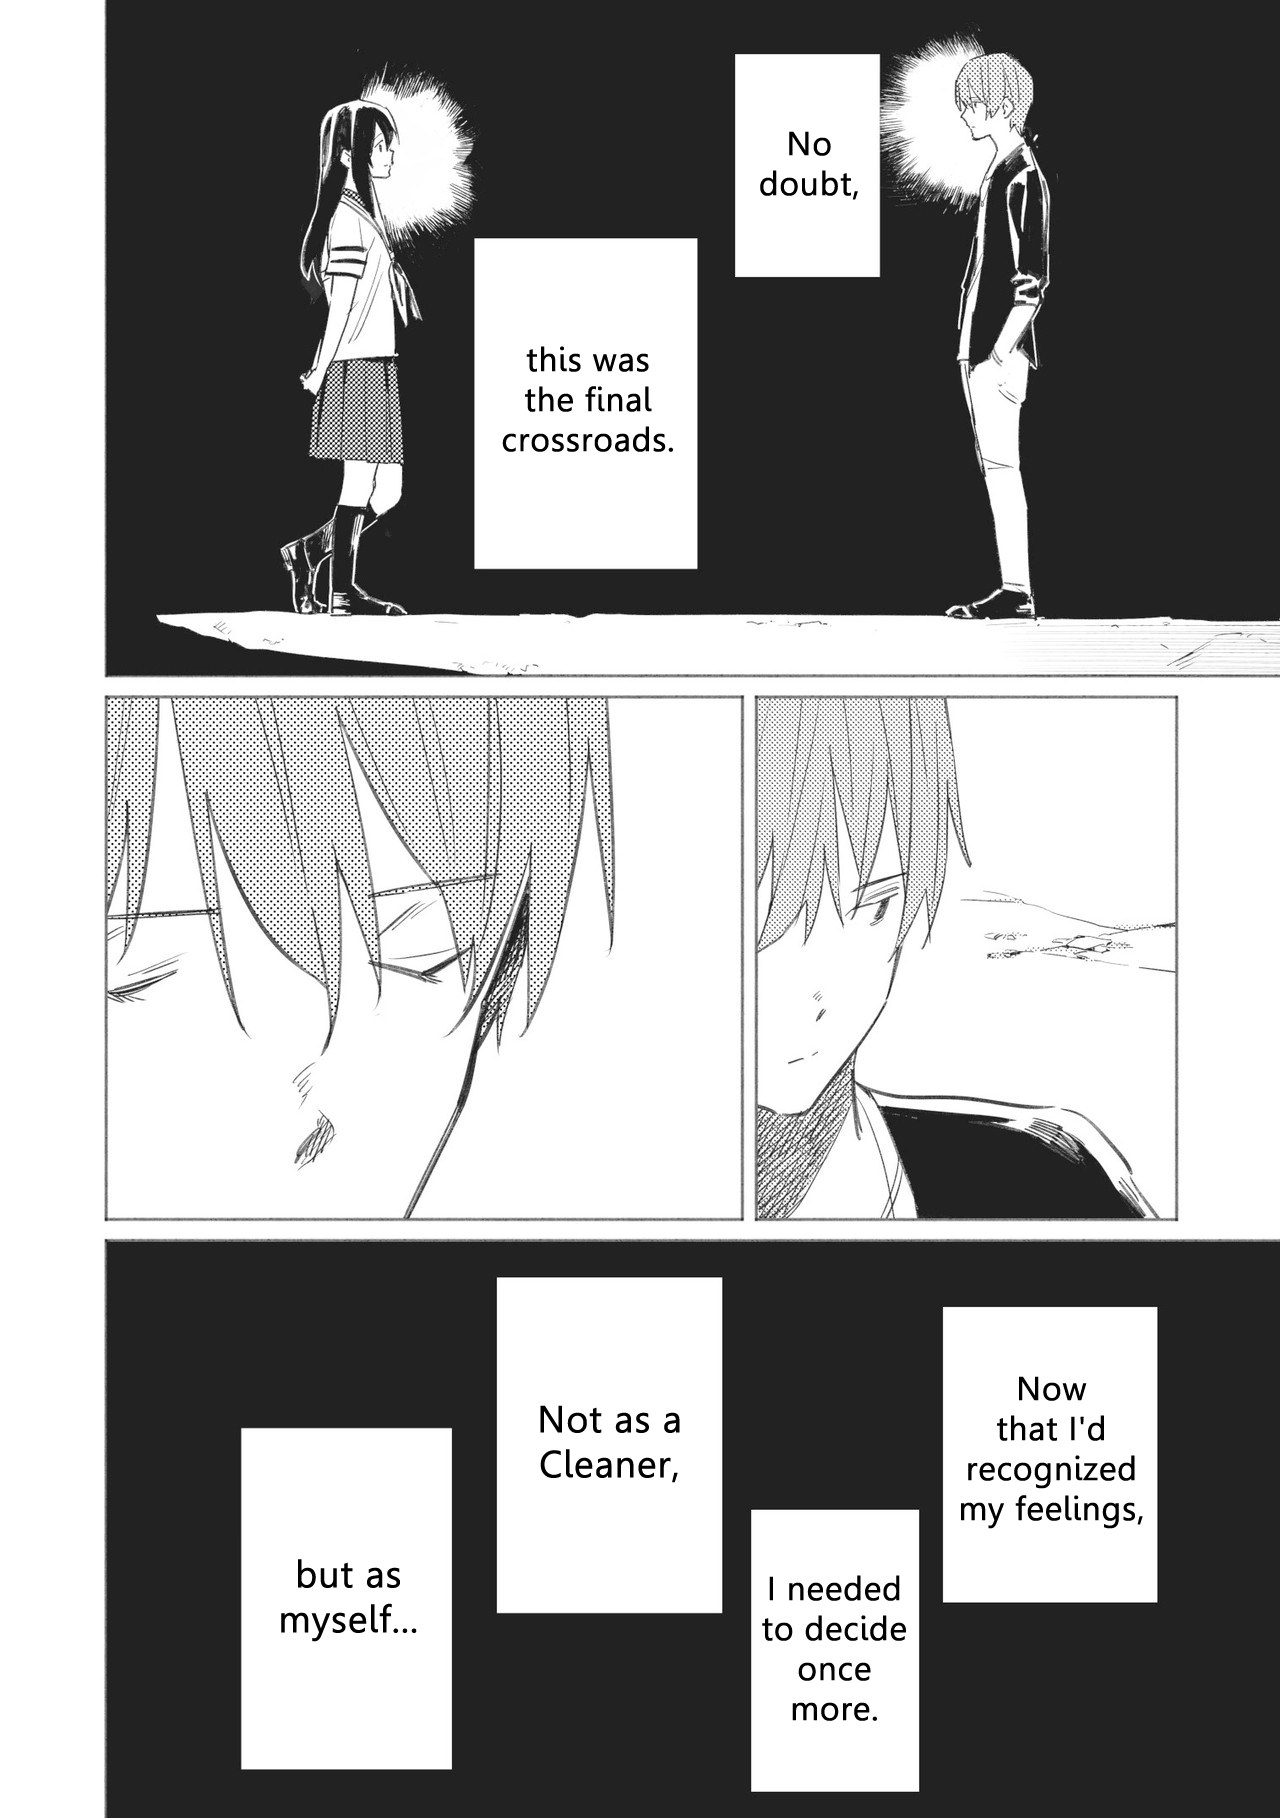 No
doubt,
this was
the final
crossroads.
Now
that I'd
recognized
my feelings,
I needed
to decide
once
more.
Not as a
Cleaner,
but as
myself...